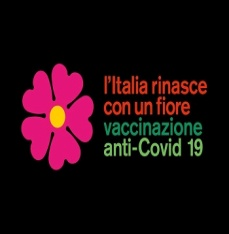 l'Italia rinasce
con un fiore
vaccinazione
anti-Covid 19